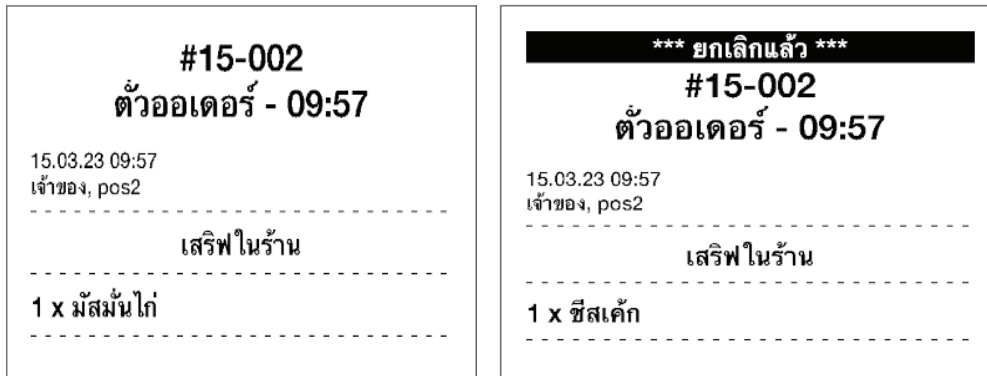 #15-002
ตั๋วออเดอร์ - 09:57
15.03.23 09:57
เจ้าของ, pos2
เสริฟในร้าน
1 x มัสมั่นไก่
*** ยกเลิกแล้ว ***
#15-002
ตั๋วออเดอร์ - 09:57
15.03.23 09:57
เจ้าของ, pos2
เสริฟในร้าน
1 x ชีสเค้ก